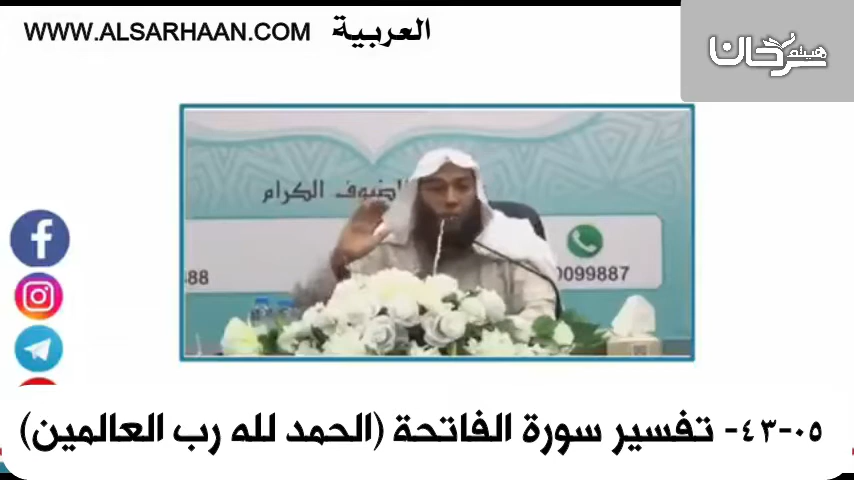 WWW.ALSARHAAN.COM العربية
هيثم سرحان
الضيوف الكرام
0099887
88
٠٥-٤٣- تفسير سورة الفاتحة (الحمد لله رب العالمين)